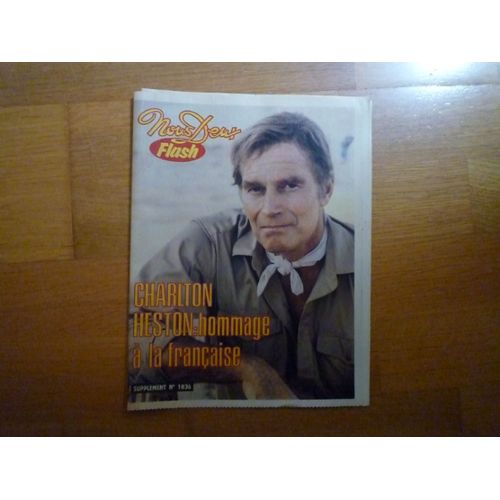 Nous Deux
Flash
CHARLTON
HESTON: hommage
à la française
SUPPLEMENT N° 1836